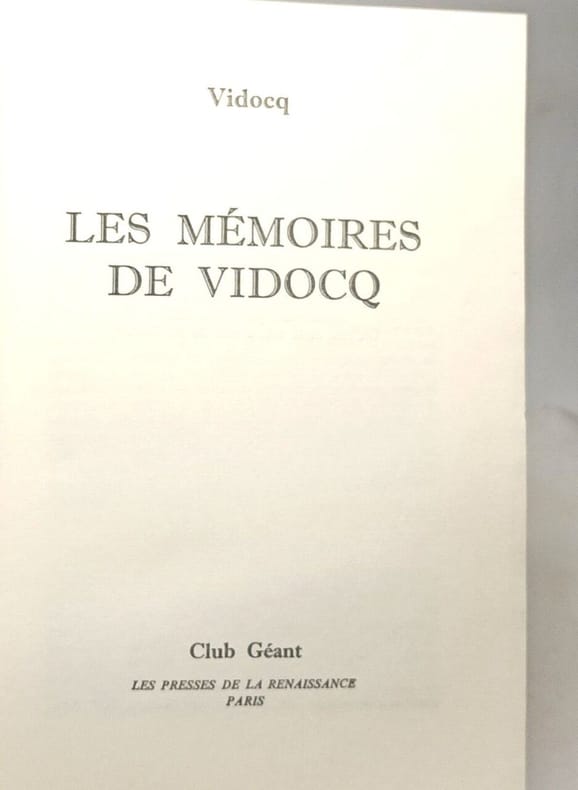 Vidocq
LES MÉMOIRES
DE VIDOCQ
Club Géant
LES PRESSES DE LA RENAISSANCE
PARIS